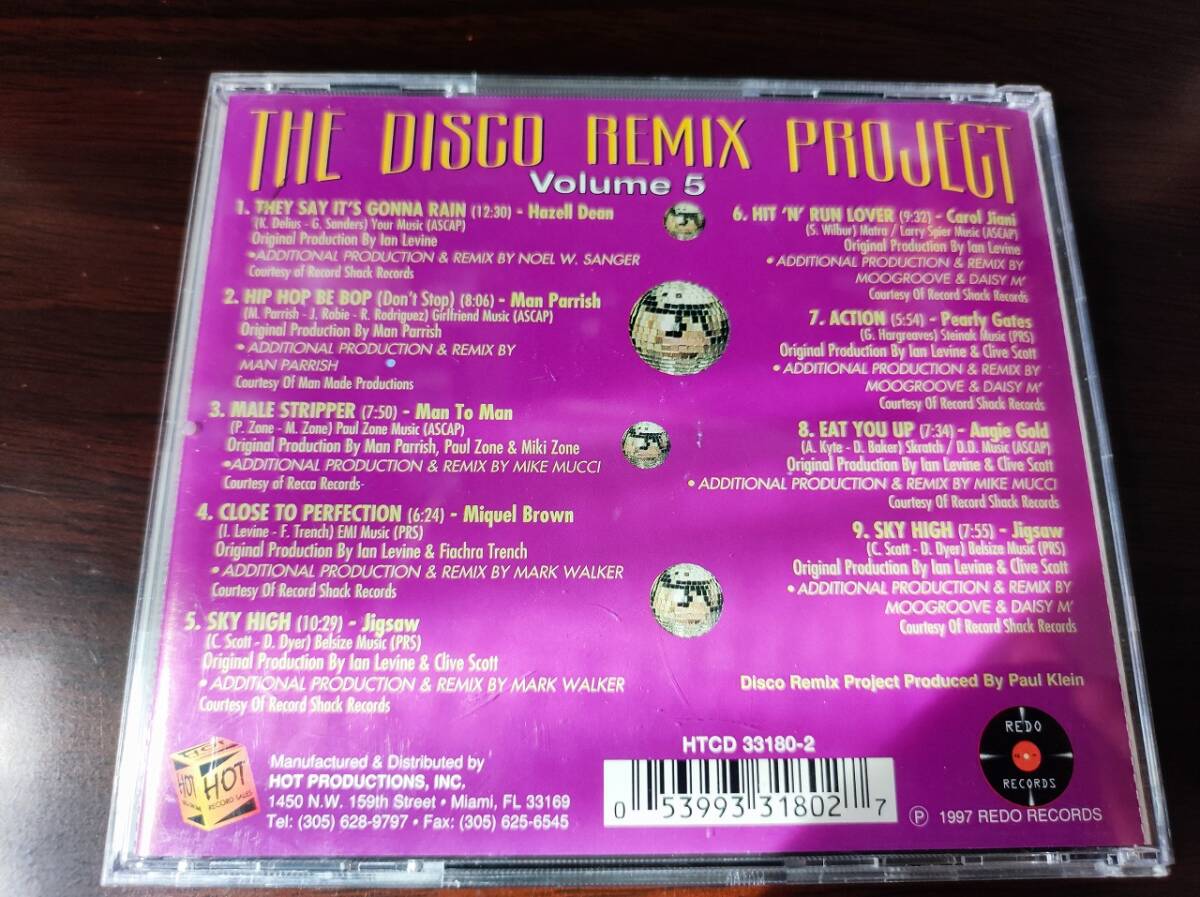 THE DISCO REMIX PROJECT
Volume 5
1. THEY SAY IT'S GONNA RAIN (12:30) - Hazell Dean
(K. Delius - G. Sanders) Your Music (ASCAP)
Original Production By Ian Levine
•ADDITIONAL PRODUCTION & REMIX BY NOEL W. SANGER
Courtesy of Record Shack Records
2. HIP HOP BE BOP (Don't Stop) (8:06) - Man Parrish
(M. Parrish - J. Robie - R. Rodriguez) Girlfriend Music (ASCAP)
Original Production By Man Parrish
• ADDITIONAL PRODUCTION & REMIX BY
MAN PARRISH
Courtesy Of Man Made Productions
3. MALE STRIPPER (7:50) - Man To Man
(P. Zone - M. Zone) Paul Zone Music (ASCAP)
Original Production By Man Parrish, Paul Zone & Miki Zone
•ADDITIONAL PRODUCTION & REMIX BY MIKE MUCCI
Courtesy of Recca Records-
4. CLOSE TO PERFECTION (6:24) - Miquel Brown
(I. Levine - F. Trench) EMI Music (PRS)
Original Production By Ian Levine & Fiachra Trench
• ADDITIONAL PRODUCTION & REMIX BY MARK WALKER
Courtesy Of Record Shack Records
5. SKY HIGH (10:29) - Jigsaw
(C. Scott - D. Dyer) Belsize Music (PRS)
Original Production By Ian Levine & Clive Scott
• ADDITIONAL PRODUCTION & REMIX BY MARK WALKER
Courtesy Of Record Shack Records
6. HIT 'N' RUN LOVER (9:32) - Carol Jiani
(S. Wilbur) Matra / Larry Spier Music (ASCAP)
Original Production By Ian Levine
• ADDITIONAL PRODUCTION & REMIX BY
MOOGROOVE & DAISY M'
Courtesy Of Record Shack Records
7. ACTION (5:54) - Pearly Gates
(G. Hargreaves) Steinak Music (PRS)
Original Production By Ian Levine & Clive Scott
• ADDITIONAL PRODUCTION & REMIX BY
MOOGROOVE & DAISY M'
Courtesy Of Record Shack Records
8. EAT YOU UP (7:34) - Angie Gold
(A. Kyte - D. Baker) Skratch / D.D. Music (ASCAP)
Original Production By Ian Levine & Clive Scott
• ADDITIONAL PRODUCTION & REMIX BY MIKE MUCCI
Courtesy Of Record Shack Records
9. SKY HIGH (7:55) - Jigsaw
(C. Scott - D. Dyer) Belsize Music (PRS)
Original Production By Ian Levine & Clive Scott
• ADDITIONAL PRODUCTION & REMIX BY
MOOGROOVE & DAISY M'
Courtesy Of Record Shack Records
Disco Remix Project Produced By Paul Klein
HOT
HOT
RECORD SALES
Manufactured & Distributed by
HOT PRODUCTIONS, INC.
1450 N.W. 159th Street • Miami, FL 33169
Tel: (305) 628-9797 • Fax: (305) 625-6545
HTCD 33180-2
0 53993 31802 7
REDO
RECORDS
Ⓟ 1997 REDO RECORDS